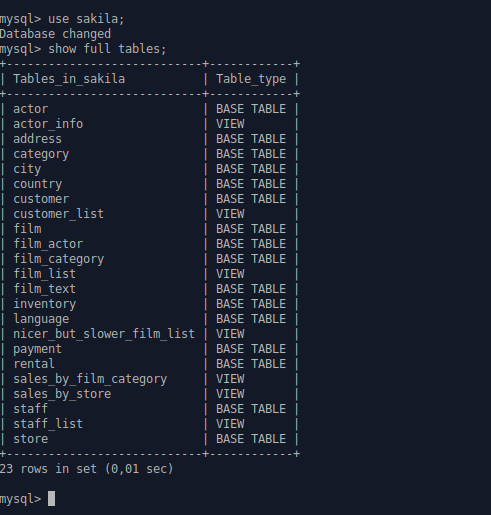 mysql> use sakila;
Database changed
mysql> show full tables;
+----------------------------+------------+
| Tables_in_sakila           | Table_type |
+----------------------------+------------+
| actor                      | BASE TABLE |
| actor_info                 | VIEW       |
| address                    | BASE TABLE |
| category                   | BASE TABLE |
| city                       | BASE TABLE |
| country                    | BASE TABLE |
| customer                   | BASE TABLE |
| customer_list              | VIEW       |
| film                       | BASE TABLE |
| film_actor                 | BASE TABLE |
| film_category              | BASE TABLE |
| film_list                  | VIEW       |
| film_text                  | BASE TABLE |
| inventory                  | BASE TABLE |
| language                   | BASE TABLE |
| nicer_but_slower_film_list | VIEW       |
| payment                    | BASE TABLE |
| rental                     | BASE TABLE |
| sales_by_film_category     | VIEW       |
| sales_by_store             | VIEW       |
| staff                      | BASE TABLE |
| staff_list                 | VIEW       |
| store                      | BASE TABLE |
+----------------------------+------------+
23 rows in set (0,01 sec)
mysql>